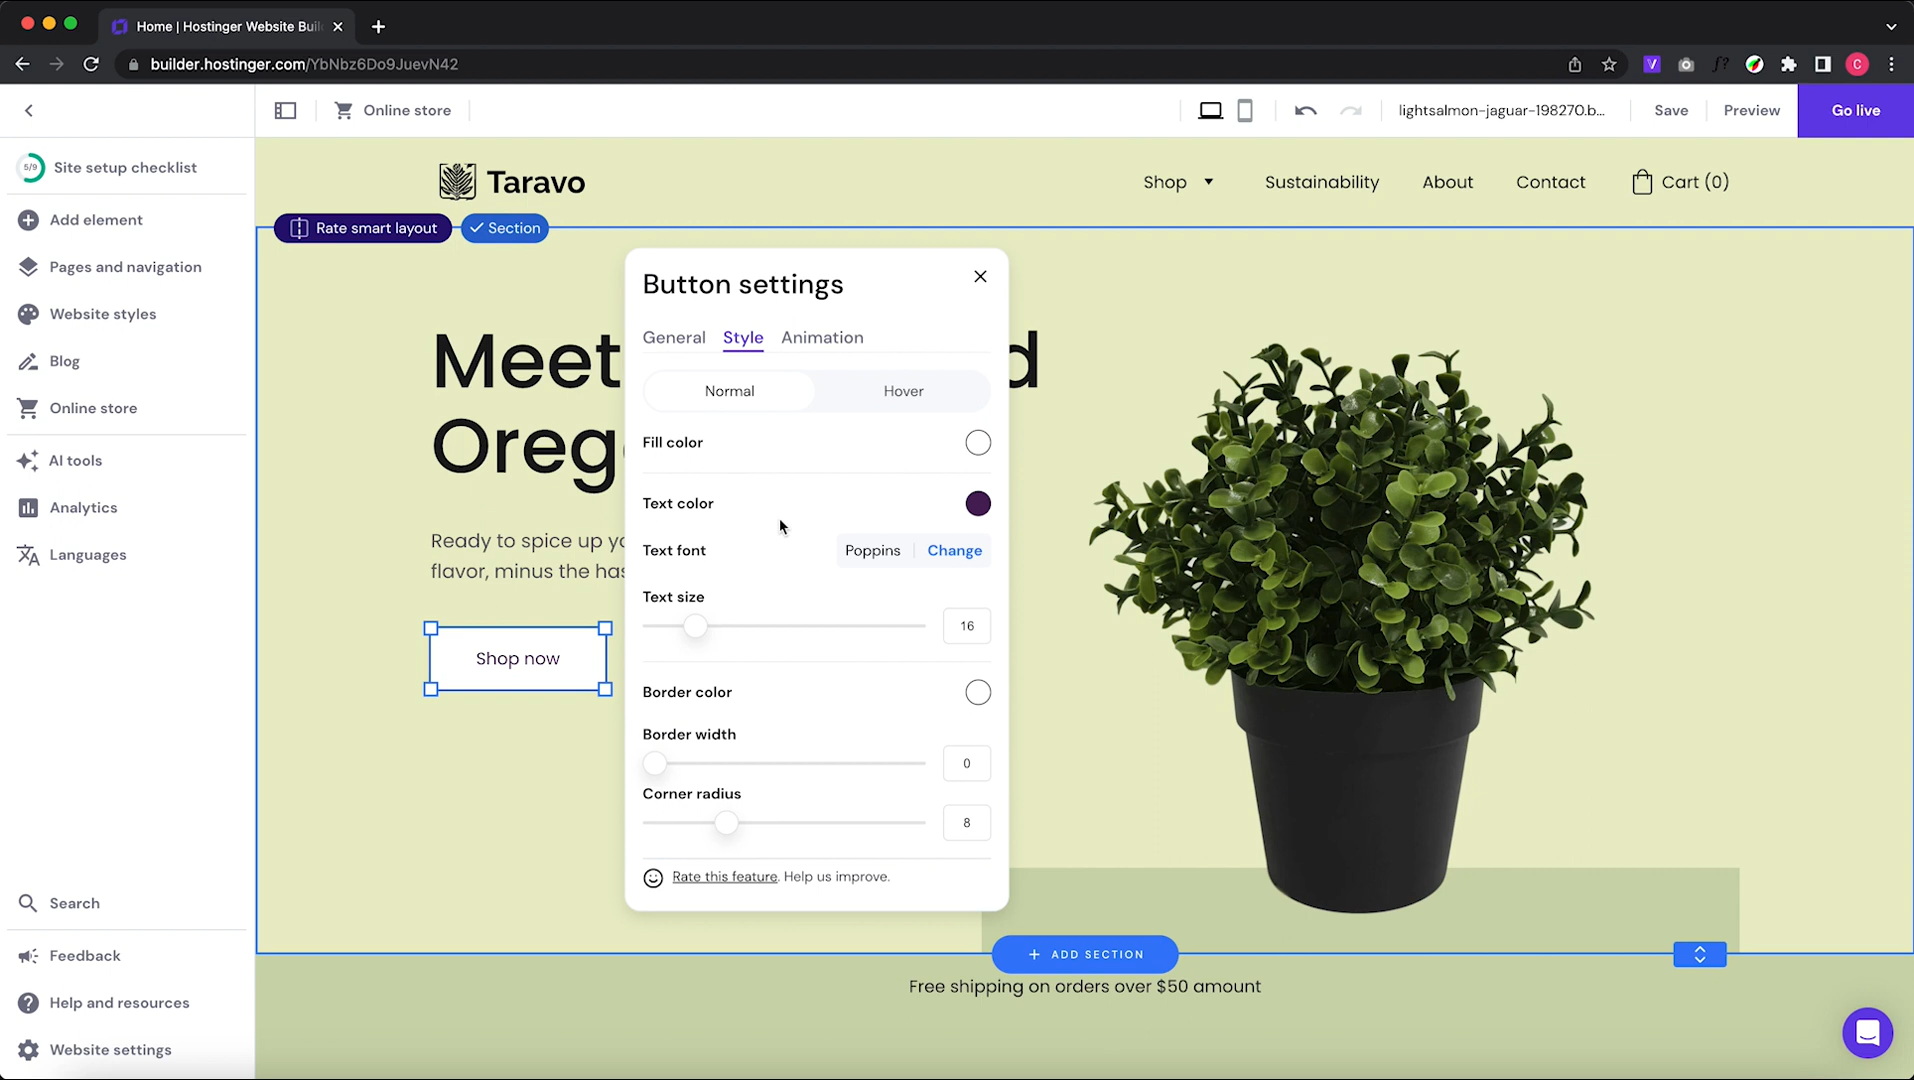 Home | Hostinger Website Buil
builder.hostinger.com/YbNbz6Do9JuevN42
V
f?
C
Online store
lightsalmon-jaguar-198270.b...
Save
Preview
Go live
5/9
Site setup checklist
Add element
Pages and navigation
Website styles
Blog
Online store
AI tools
Analytics
Languages
Search
Feedback
Help and resources
Website settings
Taravo
Shop
Sustainability
About
Contact
Cart (0)
Rate smart layout
Section
Meet
d
Oreg
Ready to spice up yo
flavor, minus the has
Shop now
Button settings
General
Style
Animation
Normal
Hover
Fill color
Text color
Text font
Poppins
Change
Text size
16
Border color
Border width
0
Corner radius
8
Rate this feature. Help us improve.
+ ADD SECTION
Free shipping on orders over $50 amount